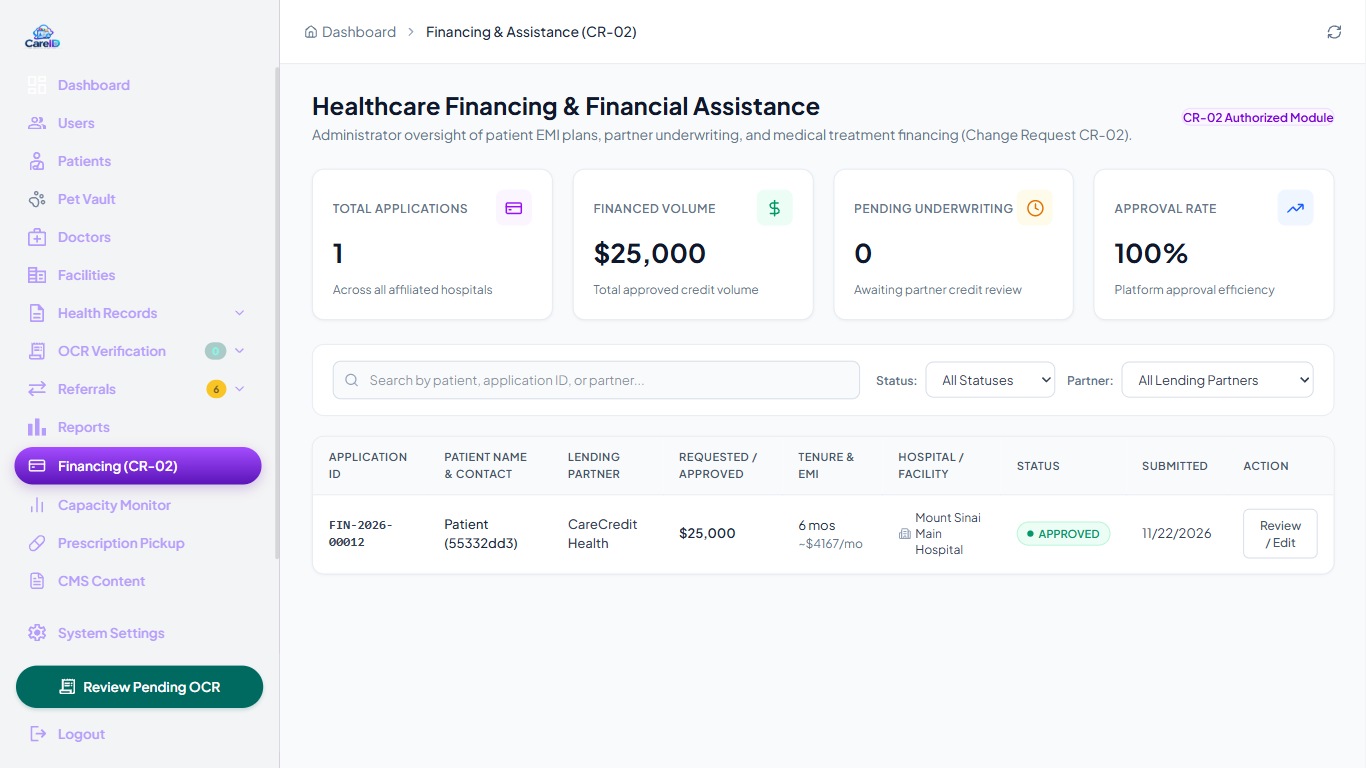 CareID
Dashboard
Users
Patients
Pet Vault
Doctors
Facilities
Health Records
OCR Verification 0
Referrals 6
Reports
Financing (CR-02)
Capacity Monitor
Prescription Pickup
CMS Content
System Settings
Review Pending OCR
Logout
Dashboard > Financing & Assistance (CR-02)
Healthcare Financing & Financial Assistance
Administrator oversight of patient EMI plans, partner underwriting, and medical treatment financing (Change Request CR-02).
CR-02 Authorized Module
TOTAL APPLICATIONS
1
Across all affiliated hospitals
FINANCED VOLUME
$25,000
Total approved credit volume
PENDING UNDERWRITING
0
Awaiting partner credit review
APPROVAL RATE
100%
Platform approval efficiency
Search by patient, application ID, or partner...
Status: All Statuses
Partner: All Lending Partners
APPLICATION
ID
PATIENT NAME
& CONTACT
LENDING
PARTNER
REQUESTED /
APPROVED
TENURE &
EMI
HOSPITAL /
FACILITY
STATUS
SUBMITTED
ACTION
FIN-2026-
00012
Patient
(55332dd3)
CareCredit
Health
$25,000
6 mos
~$4167/mo
Mount Sinai
Main
Hospital
APPROVED
11/22/2026
Review
/ Edit